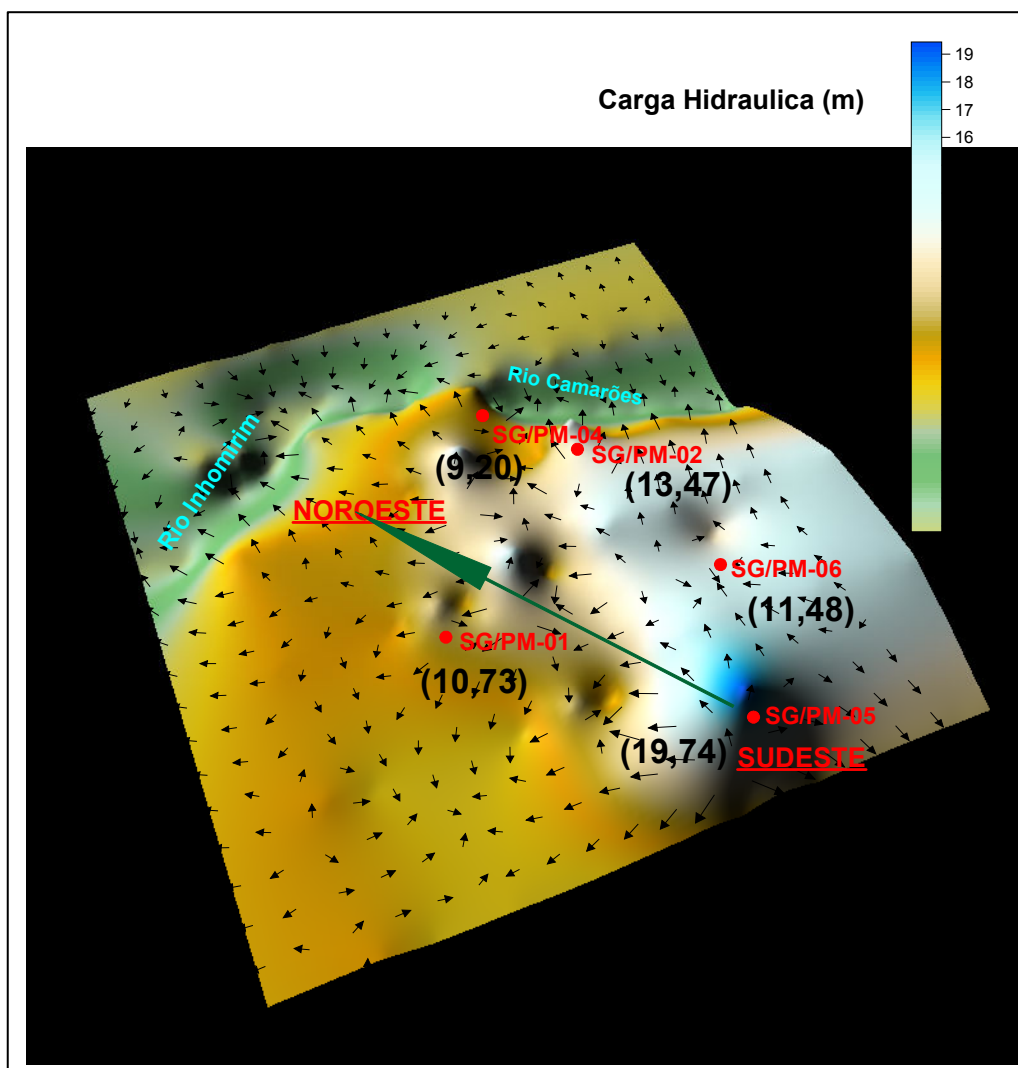 19
Carga Hidraulica (m)
18
17
16
Rio Camarões
SG/PM-04
(9,20)
SG/PM-02
(13,47)
Rio Inhomirim
NOROESTE
SG/PM-06
(11,48)
SG/PM-01
(10,73)
SG/PM-05
(19,74)
SUDESTE